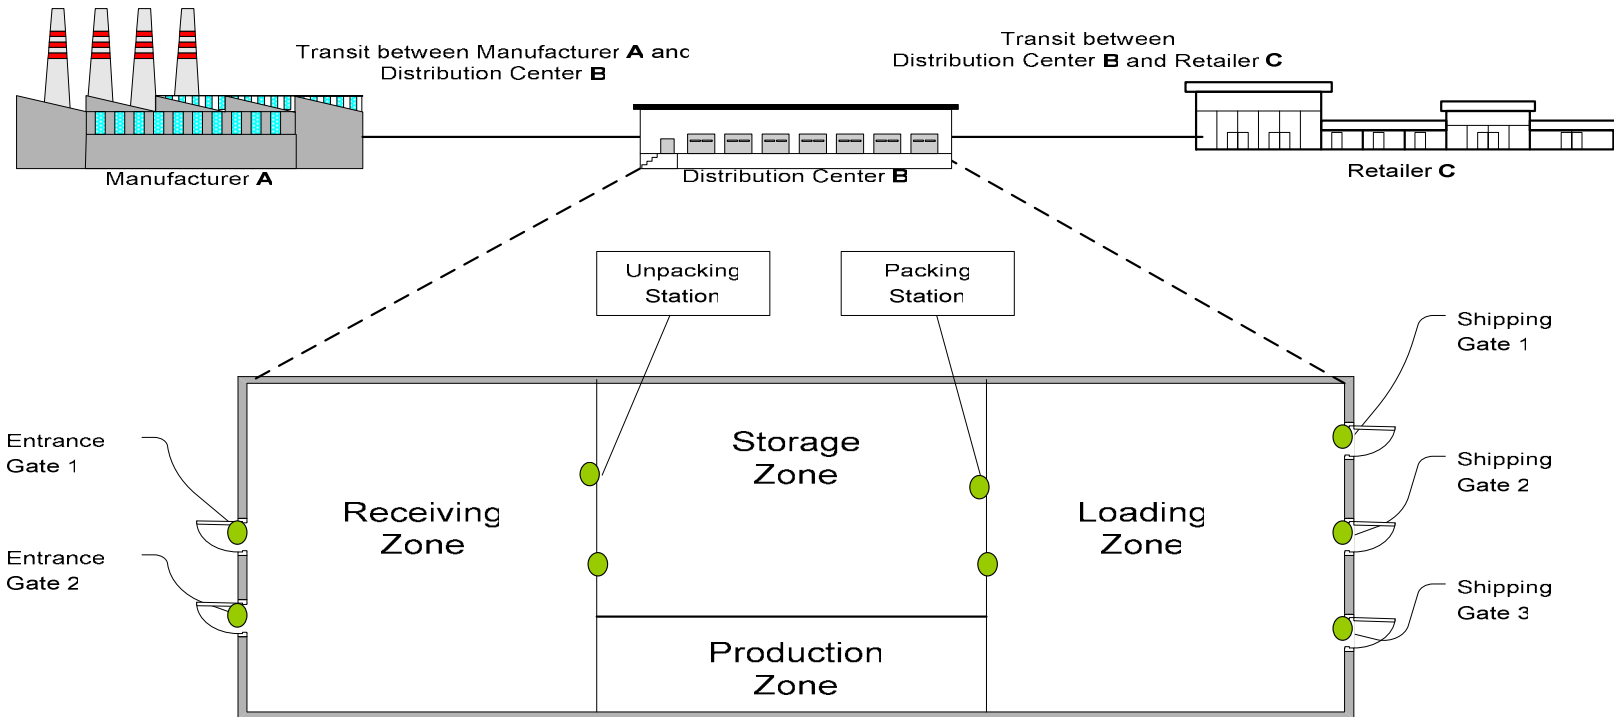 Transit between Manufacturer A and
Distribution Center B
Transit between
Distribution Center B and Retailer C
Manufacturer A
Distribution Center B
Retailer C
Unpacking
Station
Packing
Station
Shipping
Gate 1
Entrance
Gate 1
Storage
Zone
Shipping
Gate 2
Receiving
Zone
Loading
Zone
Entrance
Gate 2
Shipping
Gate 3
Production
Zone